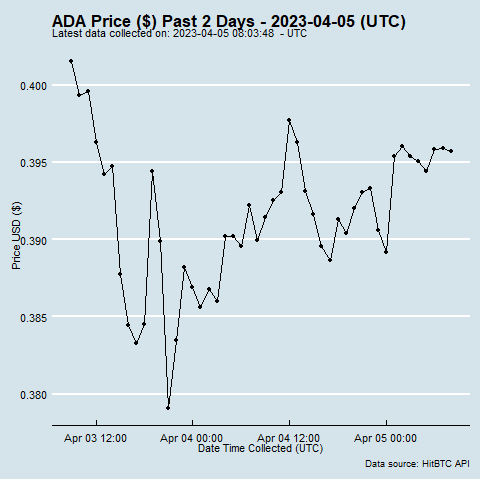 ADA Price ($) Past 2 Days - 2023-04-05 (UTC)
Latest data collected on: 2023-04-05 08:03:48 - UTC
0.400
0.395
0.390
0.385
0.380
Price USD ($)
Apr 03 12:00
Apr 04 00:00
Apr 04 12:00
Apr 05 00:00
Date Time Collected (UTC)
Data source: HitBTC API